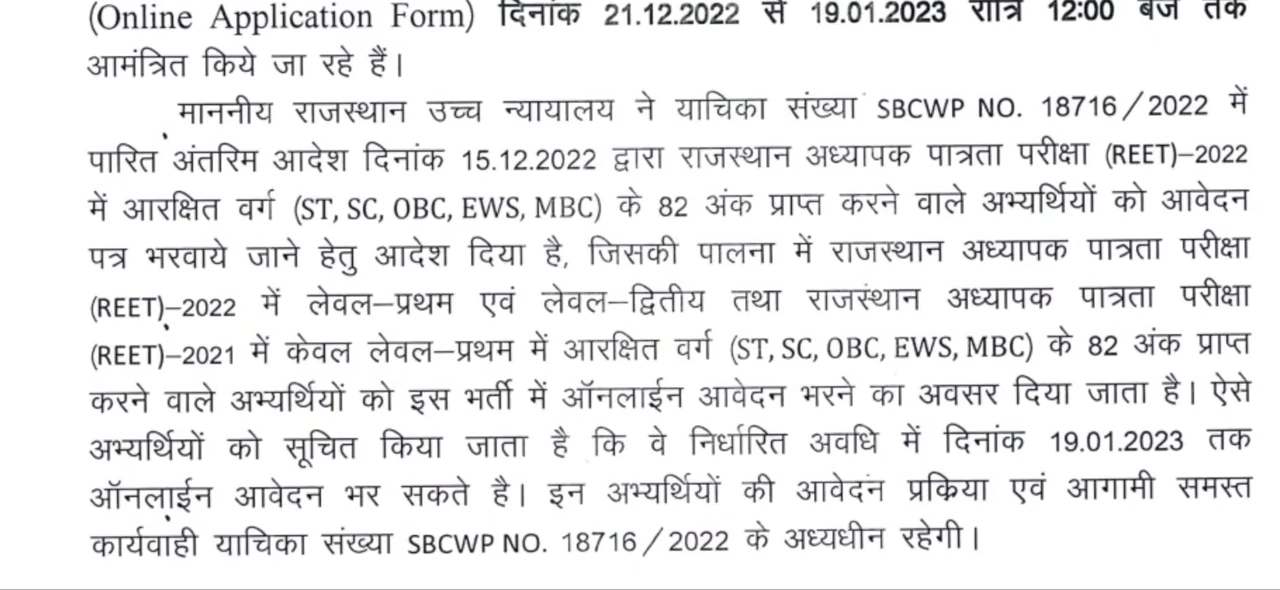 (Online Application Form) दिनांक 21.12.2022 से 19.01.2023 रात्रि 12:00 बजे तक
आमंत्रित किये जा रहे हैं।
माननीय राजस्थान उच्च न्यायालय ने याचिका संख्या SBCWP NO. 18716/2022 में
पारित अंतरिम आदेश दिनांक 15.12.2022 द्वारा राजस्थान अध्यापक पात्रता परीक्षा (REET)–2022
में आरक्षित वर्ग (ST, SC, OBC, EWS, MBC) के 82 अंक प्राप्त करने वाले अभ्यर्थियों को आवेदन
पत्र भरवाये जाने हेतु आदेश दिया है, जिसकी पालना में राजस्थान अध्यापक पात्रता परीक्षा
(REET)–2022 में लेवल–प्रथम एवं लेवल–द्वितीय तथा राजस्थान अध्यापक पात्रता परीक्षा
(REET)–2021 में केवल लेवल–प्रथम में आरक्षित वर्ग (ST, SC, OBC, EWS, MBC) के 82 अंक प्राप्त
करने वाले अभ्यर्थियों को इस भर्ती में ऑनलाईन आवेदन भरने का अवसर दिया जाता है। ऐसे
अभ्यर्थियों को सूचित किया जाता है कि वे निर्धारित अवधि में दिनांक 19.01.2023 तक
ऑनलाईन आवेदन भर सकते है। इन अभ्यर्थियों की आवेदन प्रकिया एवं आगामी समस्त
कार्यवाही याचिका संख्या SBCWP NO. 18716/2022 के अध्यधीन रहेगी।